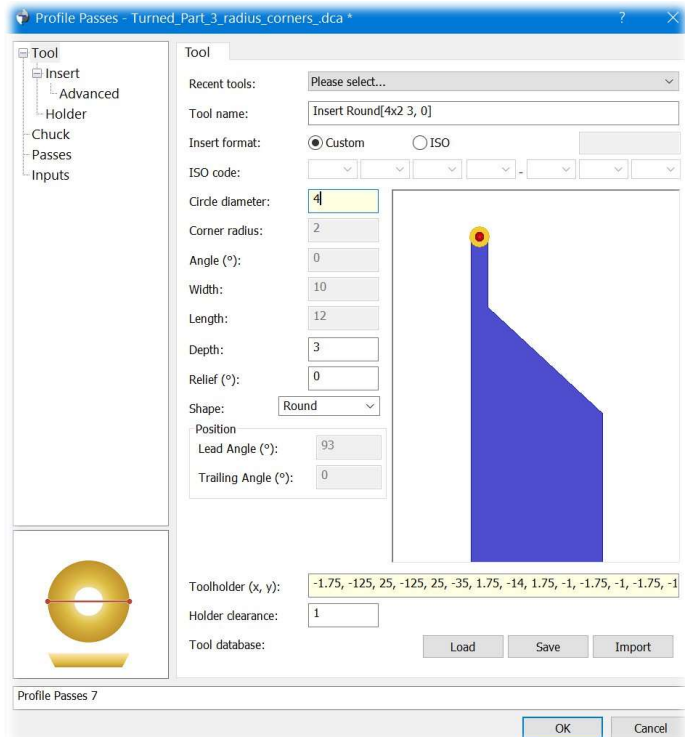 Profile Passes - Turned_Part_3_radius_corners_.dca *
? ×
Tool
Insert
Advanced
Holder
Chuck
Passes
Inputs
Tool
Recent tools: Please select...
Tool name: Insert Round[4x2 3, 0]
Insert format: Custom ISO
ISO code: -
Circle diameter: 4
Corner radius: 2
Angle (°): 0
Width: 10
Length: 12
Depth: 3
Relief (°): 0
Shape: Round
Position
Lead Angle (°): 93
Trailing Angle (°): 0
Toolholder (x, y): -1.75, -125, 25, -125, 25, -35, 1.75, -14, 1.75, -1, -1.75, -1, -1.75, -1
Holder clearance: 1
Tool database: Load Save Import
Profile Passes 7
OK Cancel